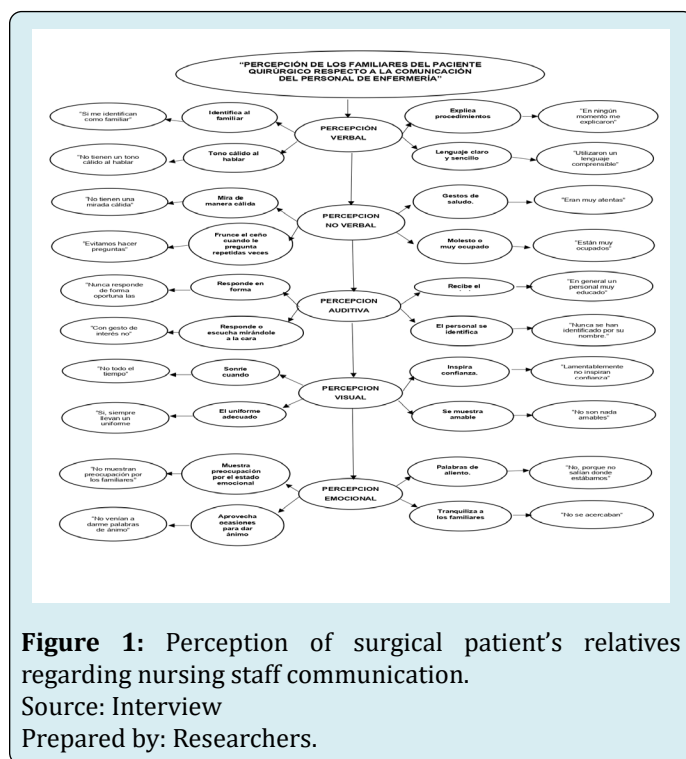 "PERCEPCIÓN DE LOS FAMILIARES DEL PACIENTE
QUIRÚRGICO RESPECTO A LA COMUNICACIÓN
DEL PERSONAL DE ENFERMERÍA"
"Si me identifican
como familiar"
Identifica al
familiar
PERCEPCIÓN
VERBAL
Explica
procedimientos
"En ningún
momento me
explicaron"
"No tienen un tono
cálido al hablar
Tono cálido al
hablar
Lenguaje claro y
sencillo
"Utilizaron un
lenguaje
comprensible"
"No tienen una
mirada cálida"
Mira de
manera cálida
PERCEPCION
NO VERBAL
Gestos de
saludo.
"Eran muy atentas"
"Evitamos hacer
preguntas"
Frunce el ceño
cuando le
pregunta
repetidas veces
Molesto o
muy ocupado
"Están muy
ocupados"
"Nunca responde
de forma
oportuna las
Responde en
forma
PERCEPCION
AUDITIVA
Recibe el
"En general un
personal muy
educado"
"Con gesto de
interés no"
Responde o
escucha mirándole
a la cara
El personal se
identifica
"Nunca se han
identificado por su
nombre."
"No todo el
tiempo"
Sonríe
cuando
PERCEPCION
VISUAL
Inspira
confianza.
"Lamentablemente
no inspiran
confianza"
"Si, siempre
llevan un
uniforme
El uniforme
adecuado
Se muestra
amable
"No son nada
amables"
"No muestran
preocupación por
los familiares"
Muestra
preocupación
por el estado
emocional
PERCEPCION
EMOCIONAL
Palabras de
aliento.
"No, porque no
salían donde
estábamos"
"No venían a
darme palabras
de ánimo"
Aprovecha
ocasiones
para dar
ánimo
Tranquiliza a
los familiares
"No se acercaban"
Figure 1: Perception of surgical patient's relatives
regarding nursing staff communication.
Source: Interview
Prepared by: Researchers.